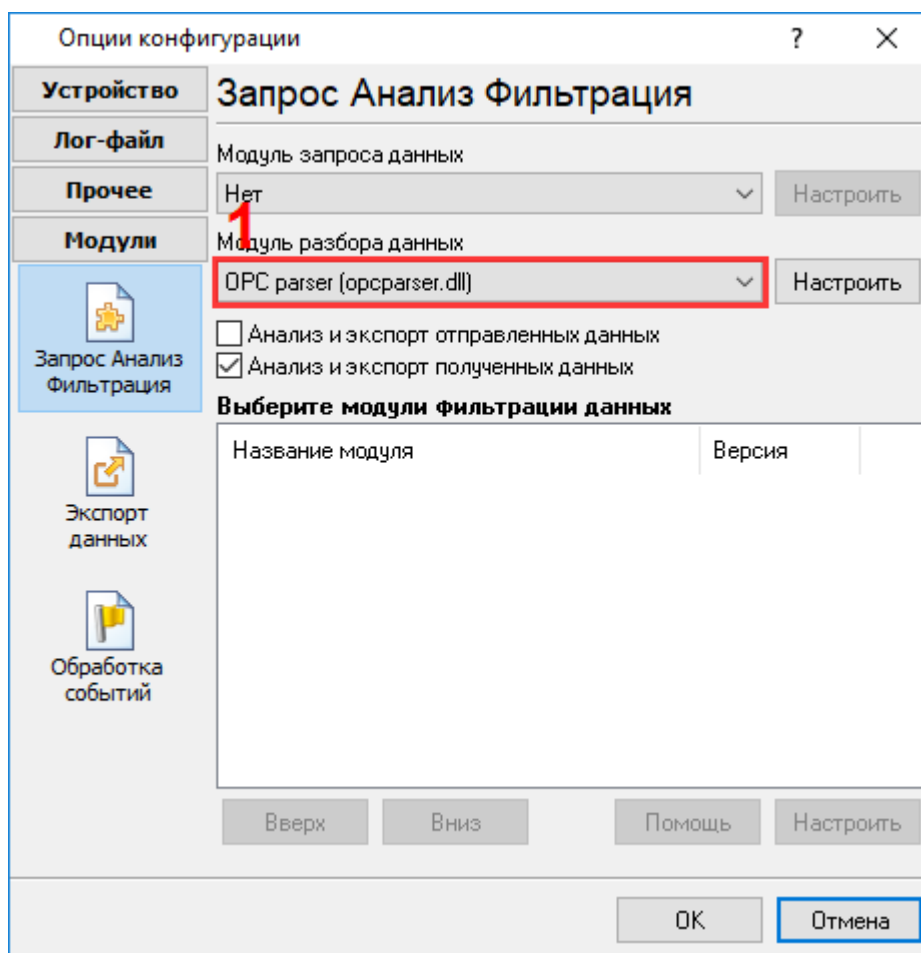 Опции конфигурации
?
Устройство
Лог-файл
Прочее
Модули
Запрос Анализ
Фильтрация
Экспорт
данных
Обработка
событий
Запрос Анализ Фильтрация
Модуль запроса данных
Нет
Настроить
1
Модуль разбора данных
OPC parser (opcparser.dll)
Настроить
Анализ и экспорт отправленных данных
Анализ и экспорт полученных данных
Выберите модули фильтрации данных
Название модуля
Версия
Вверх
Вниз
Помощь
Настроить
OK
Отмена